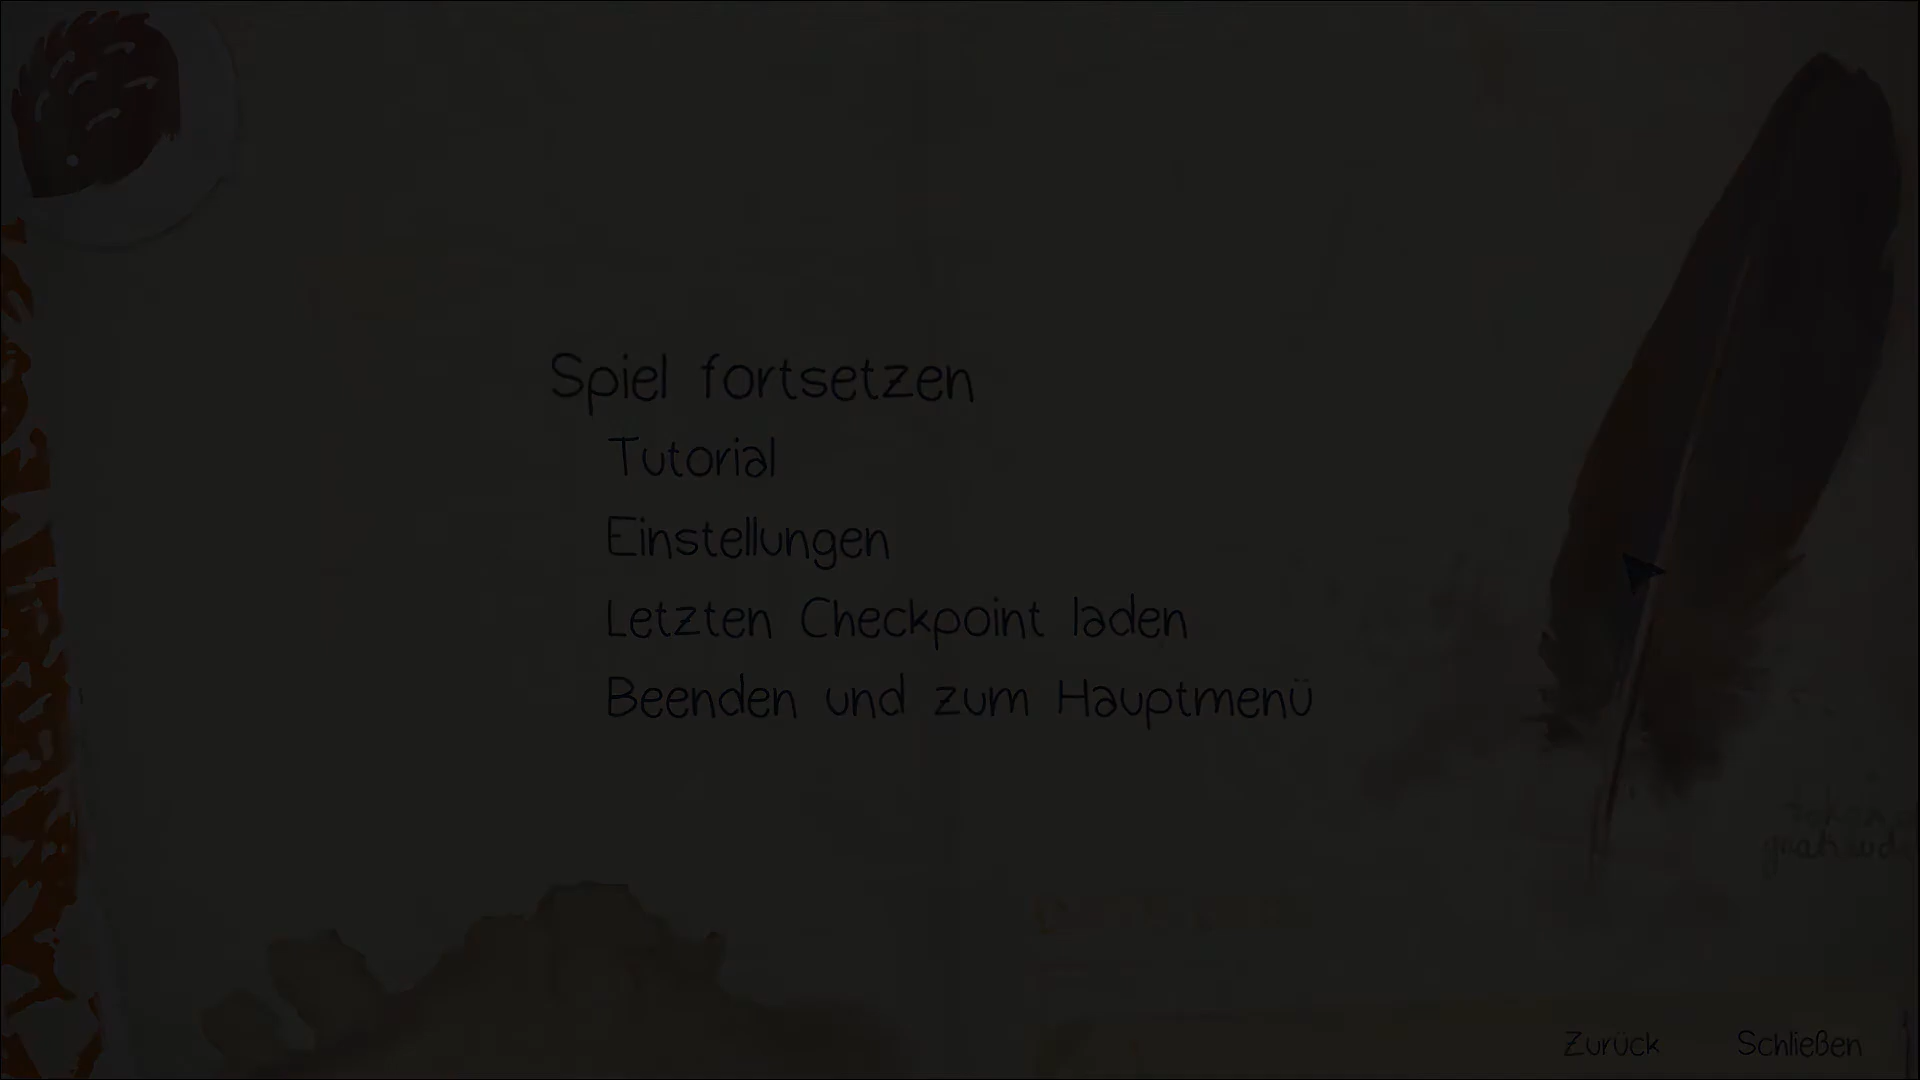 Spiel fortsetzen
Tutorial
Einstellungen
Letzten Checkpoint laden
Beenden und zum Hauptmenü
Zurück Schließen